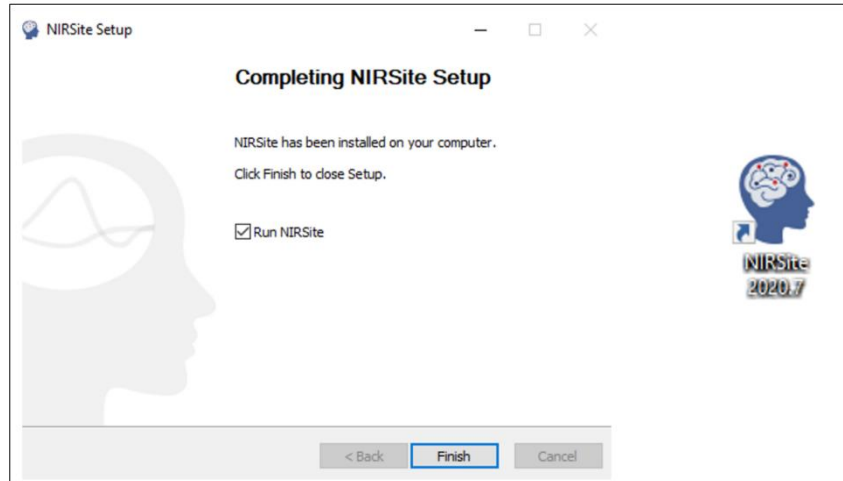 NIRSite Setup
Completing NIRSite Setup
NIRSite has been installed on your computer.
Click Finish to close Setup.
Run NIRSite
< Back Finish Cancel
NIRSite
2020.7